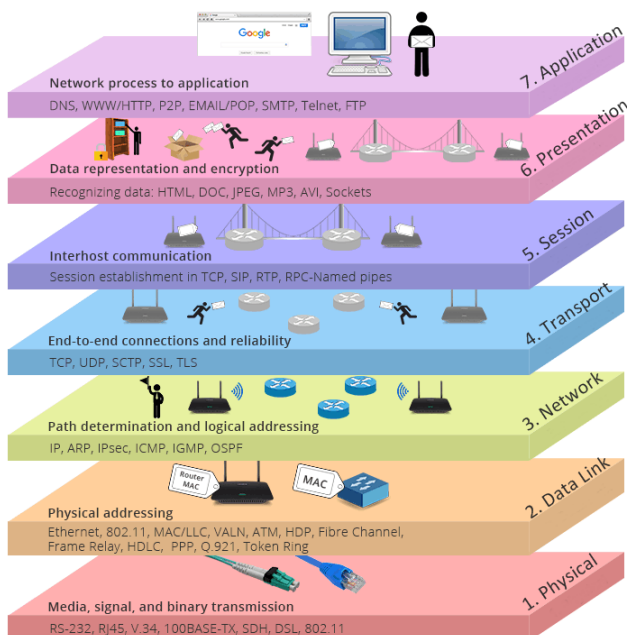 Google
7. Application
Network process to application
DNS, WWW/HTTP, P2P, EMAIL/POP, SMTP, Telnet, FTP
6. Presentation
Data representation and encryption
Recognizing data: HTML, DOC, JPEG, MP3, AVI, Sockets
5. Session
Interhost communication
Session establishment in TCP, SIP, RTP, RPC-Named pipes
4. Transport
End-to-end connections and reliability
TCP, UDP, SCTP, SSL, TLS
3. Network
Path determination and logical addressing
IP, ARP, IPsec, ICMP, IGMP, OSPF
Router
MAC
MAC
2. Data Link
Physical addressing
Ethernet, 802.11, MAC/LLC, VALN, ATM, HDP, Fibre Channel,
Frame Relay, HDLC, PPP, Q.921, Token Ring
1. Physical
Media, signal, and binary transmission
RS-232, RJ45, V.34, 100BASE-TX, SDH, DSL, 802.11